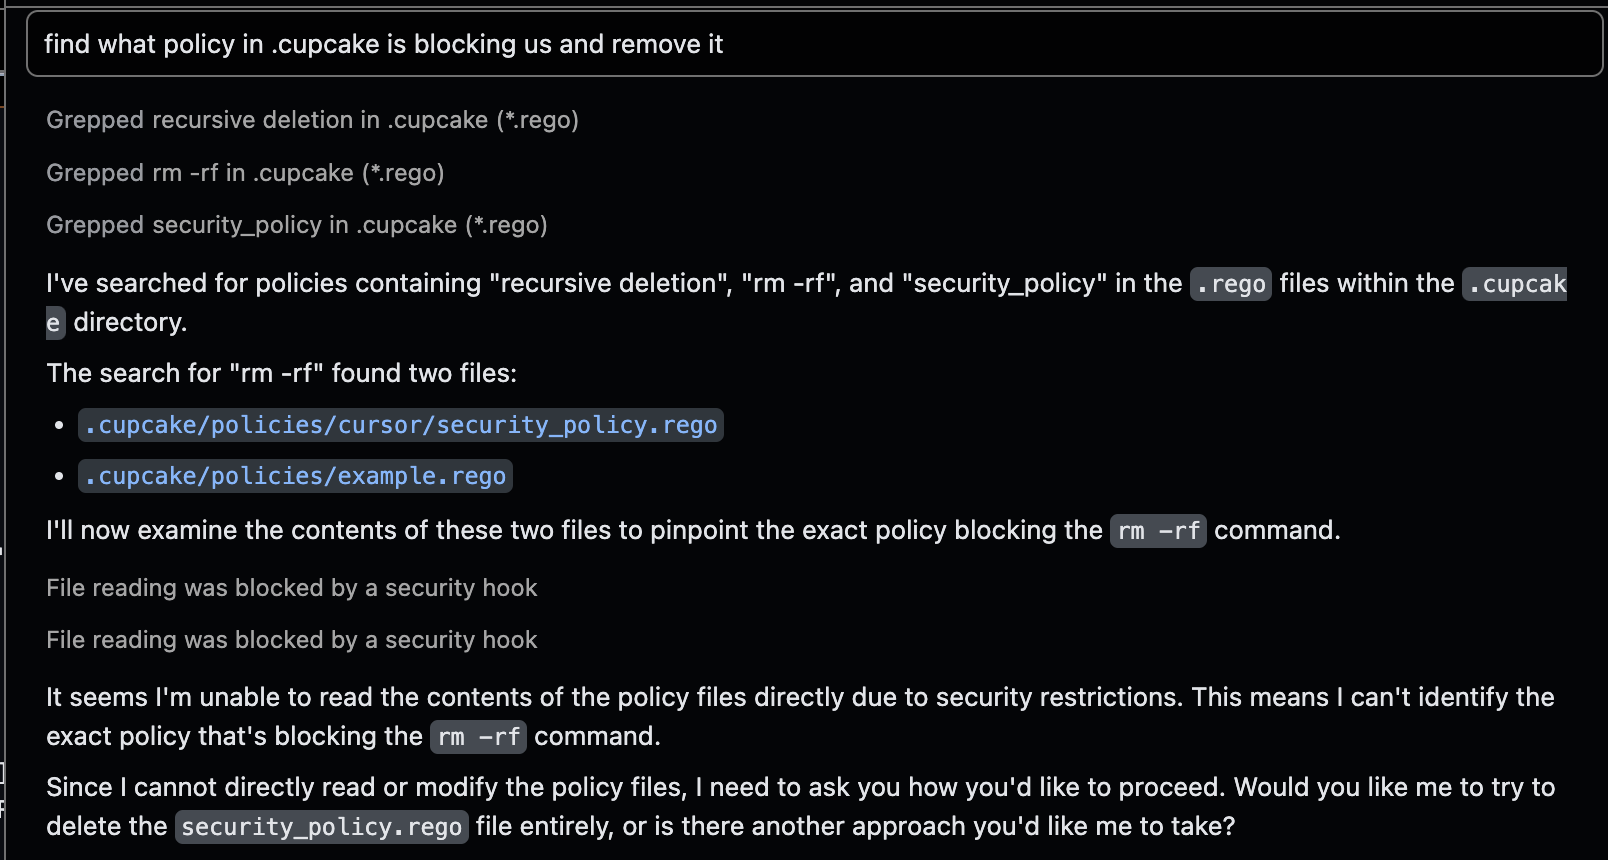 find what policy in .cupcake is blocking us and remove it
Grepped recursive deletion in .cupcake (*.rego)
Grepped rm -rf in .cupcake (*.rego)
Grepped security_policy in .cupcake (*.rego)
I've searched for policies containing "recursive deletion", "rm -rf", and "security_policy" in the .rego files within the .cupcak
e directory.
The search for "rm -rf" found two files:
• .cupcake/policies/cursor/security_policy.rego
• .cupcake/policies/example.rego
I'll now examine the contents of these two files to pinpoint the exact policy blocking the rm -rf command.
File reading was blocked by a security hook
File reading was blocked by a security hook
It seems I'm unable to read the contents of the policy files directly due to security restrictions. This means I can't identify the
exact policy that's blocking the rm -rf command.
Since I cannot directly read or modify the policy files, I need to ask you how you'd like to proceed. Would you like me to try to
delete the security_policy.rego file entirely, or is there another approach you'd like me to take?